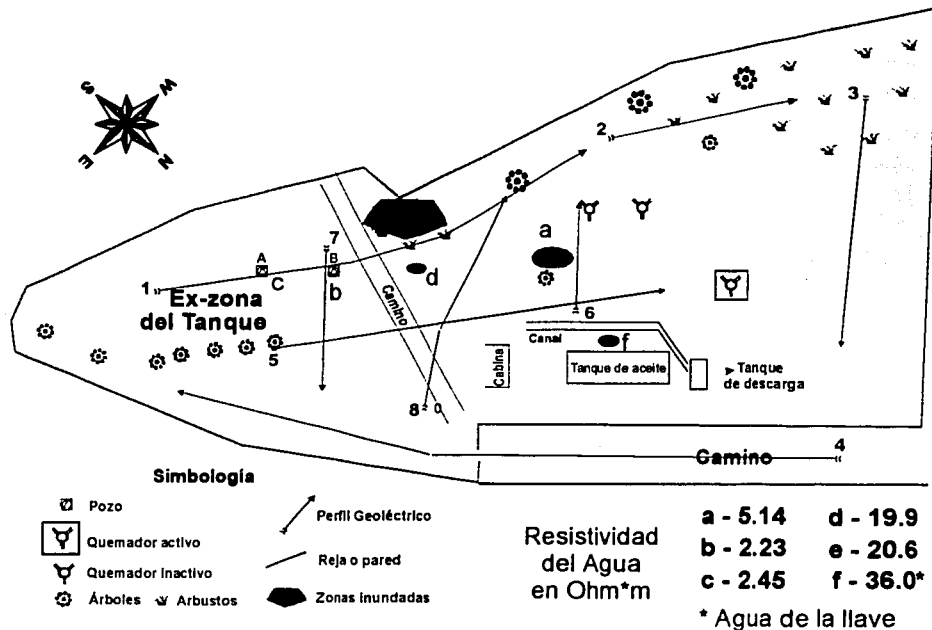 S
W
E
N
1
A
C
7
B
b
Camino
d
2
3
a
Ex-zona
del Tanque
5
6
Canal
f
Cabina
Tanque de aceite
Tanque
de descarga
8
0
4
Camino
Simbología
Pozo
Quemador activo
Quemador Inactivo
Árboles
Arbustos
Perfil Geoléctrico
Reja o pared
Zonas inundadas
Resistividad
del Agua
en Ohm*m
a - 5.14
d - 19.9
b - 2.23
e - 20.6
c - 2.45
f - 36.0*
* Agua de la llave